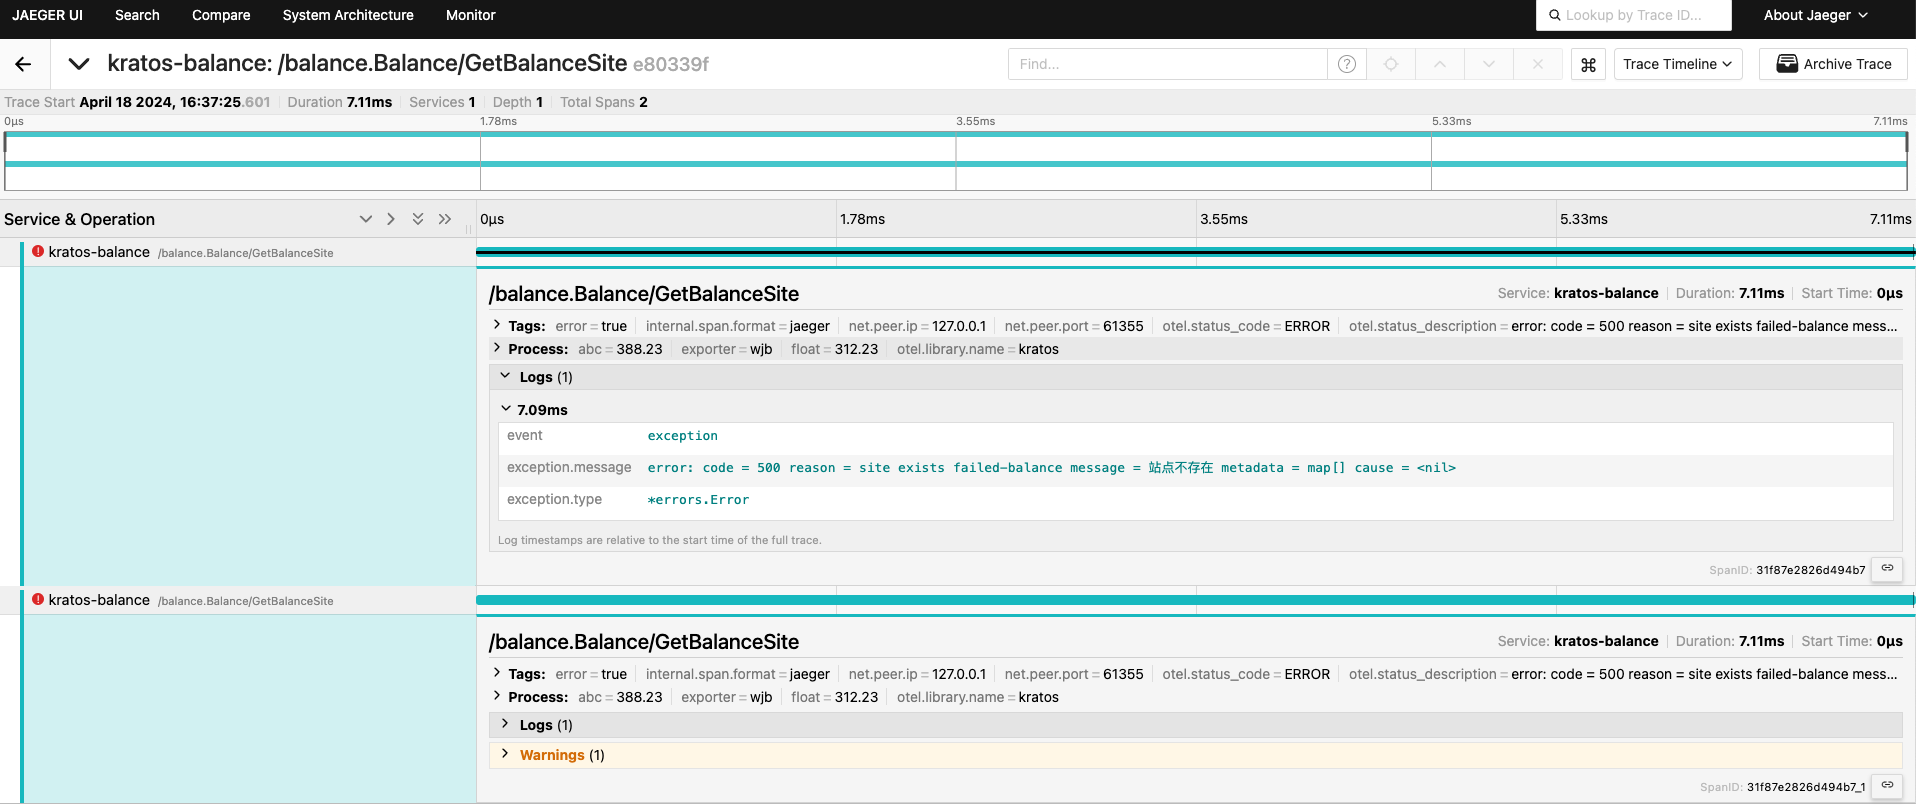 JAEGER UI Search Compare System Architecture Monitor Lookup by Trace ID... About Jaeger
kratos-balance: /balance.Balance/GetBalanceSite e80339f Find... Trace Timeline Archive Trace
Trace Start April 18 2024, 16:37:25.601 Duration 7.11ms Services 1 Depth 1 Total Spans 2
0μs 1.78ms 3.55ms 5.33ms 7.11ms
Service & Operation 0μs 1.78ms 3.55ms 5.33ms 7.11ms
kratos-balance /balance.Balance/GetBalanceSite
/balance.Balance/GetBalanceSite Service: kratos-balance Duration: 7.11ms Start Time: 0μs
Tags: error = true internal.span.format = jaeger net.peer.ip = 127.0.0.1 net.peer.port = 61355 otel.status_code = ERROR otel.status_description = error: code = 500 reason = site exists failed-balance mess...
Process: abc = 388.23 exporter = wjb float = 312.23 otel.library.name = kratos
Logs (1)
7.09ms
event exception
exception.message error: code = 500 reason = site exists failed-balance message = 站点不存在 metadata = map[] cause = <nil>
exception.type *errors.Error
Log timestamps are relative to the start time of the full trace.
SpanID: 31f87e2826d494b7
kratos-balance /balance.Balance/GetBalanceSite
/balance.Balance/GetBalanceSite Service: kratos-balance Duration: 7.11ms Start Time: 0μs
Tags: error = true internal.span.format = jaeger net.peer.ip = 127.0.0.1 net.peer.port = 61355 otel.status_code = ERROR otel.status_description = error: code = 500 reason = site exists failed-balance mess...
Process: abc = 388.23 exporter = wjb float = 312.23 otel.library.name = kratos
Logs (1)
Warnings (1)
SpanID: 31f87e2826d494b7_1